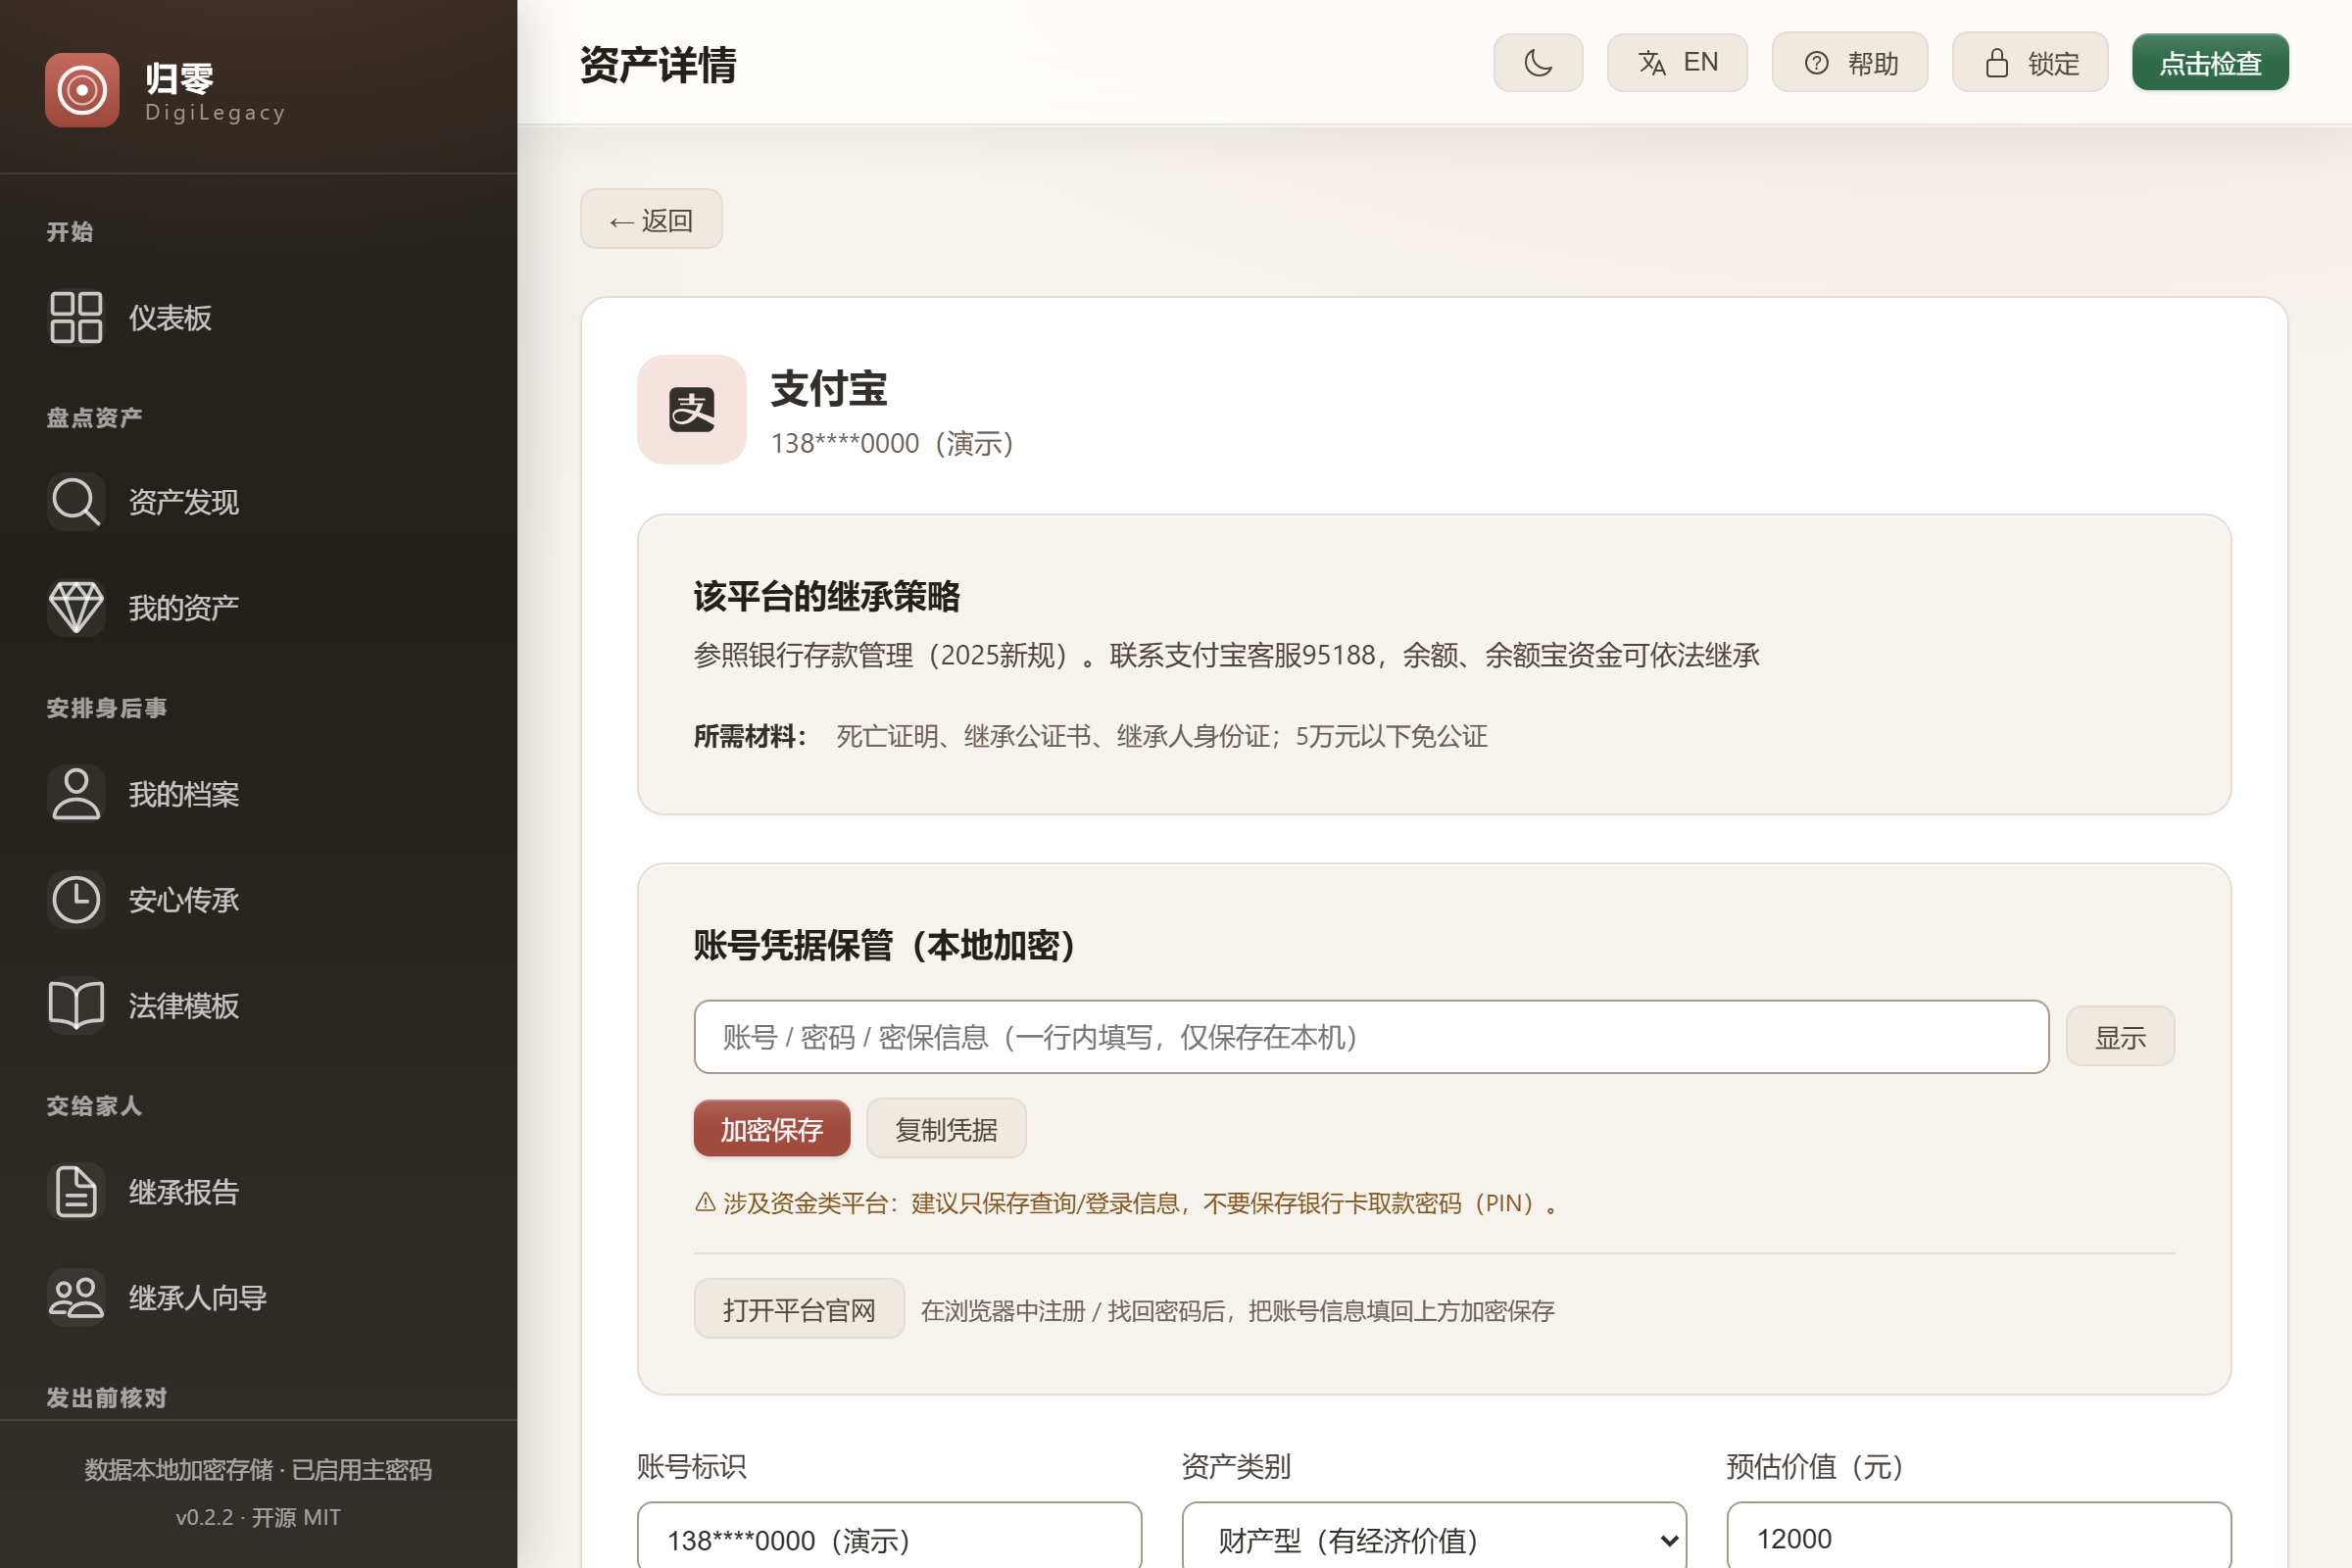 归零
DigiLegacy
开始
仪表板
盘点资产
资产发现
我的资产
安排身后事
我的档案
安心传承
法律模板
交给家人
继承报告
继承人向导
发出前核对
数据本地加密存储 · 已启用主密码
v0.2.2 · 开源 MIT
资产详情
EN
帮助
锁定
点击检查
← 返回
支
支付宝
138****0000（演示）
该平台的继承策略
参照银行存款管理（2025新规）。联系支付宝客服95188，余额、余额宝资金可依法继承
所需材料： 死亡证明、继承公证书、继承人身份证；5万元以下免公证
账号凭据保管（本地加密）
账号 / 密码 / 密保信息（一行内填写，仅保存在本机）
显示
加密保存
复制凭据
⚠ 涉及资金类平台：建议只保存查询/登录信息，不要保存银行卡取款密码（PIN）。
打开平台官网
在浏览器中注册 / 找回密码后，把账号信息填回上方加密保存
账号标识
资产类别
预估价值（元）
138****0000（演示）
财产型（有经济价值）
12000